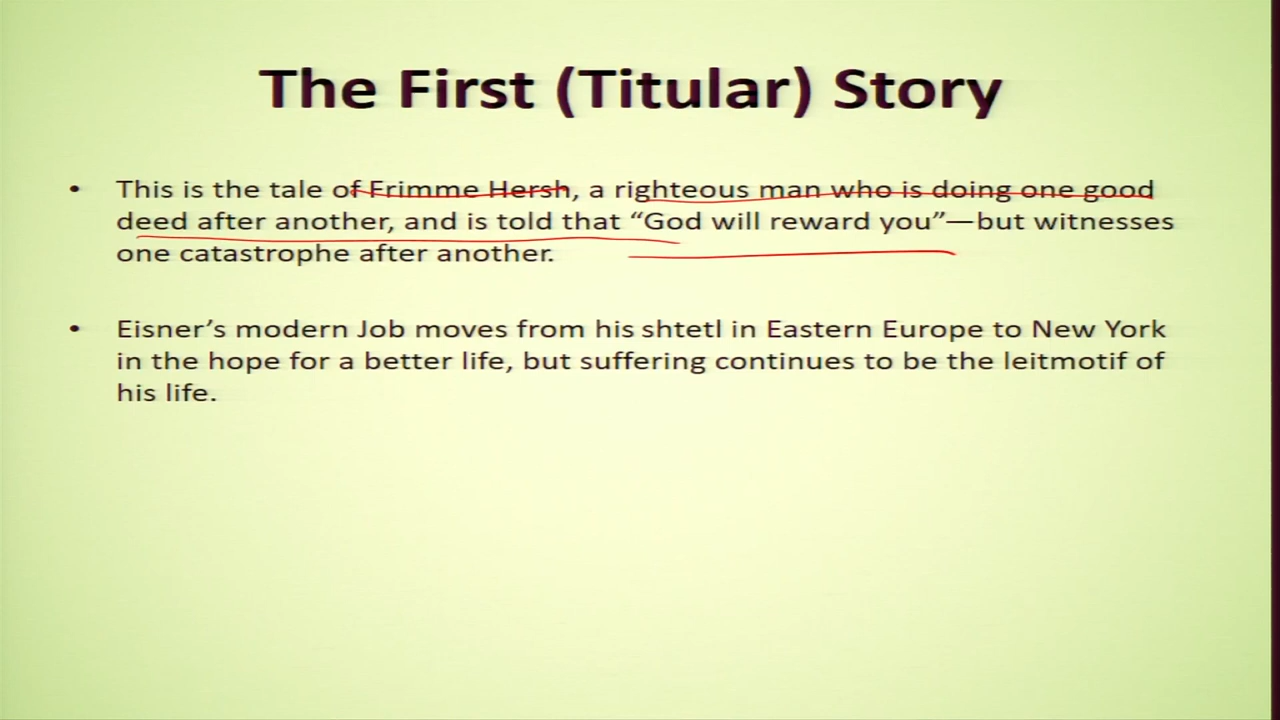 The First (Titular) Story
• This is the tale of Frimme Hersh, a righteous man who is doing one good
deed after another, and is told that “God will reward you”—but witnesses
one catastrophe after another.
• Eisner’s modern Job moves from his shtetl in Eastern Europe to New York
in the hope for a better life, but suffering continues to be the leitmotif of
his life.